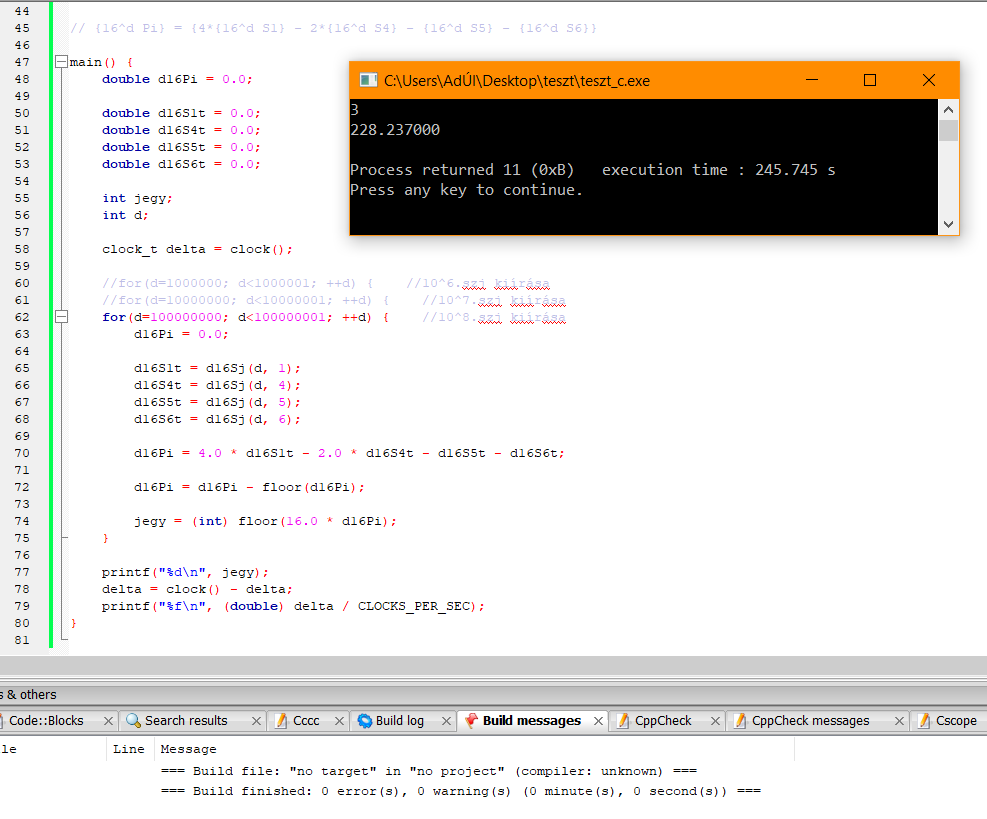 44
45 // {16^d Pi} = {4*{16^d S1} - 2*{16^d S4} - {16^d S5} - {16^d S6}}
46
47 main() {
48 double d16Pi = 0.0;
49
50 double d16S1t = 0.0;
51 double d16S4t = 0.0;
52 double d16S5t = 0.0;
53 double d16S6t = 0.0;
54
55 int jegy;
56 int d;
57
58 clock_t delta = clock();
59
60 //for(d=1000000; d<1000001; ++d) { //10^6.szj kiírása
61 //for(d=10000000; d<10000001; ++d) { //10^7.szj kiírása
62 for(d=100000000; d<100000001; ++d) { //10^8.szj kiírása
63 d16Pi = 0.0;
64
65 d16S1t = d16Sj(d, 1);
66 d16S4t = d16Sj(d, 4);
67 d16S5t = d16Sj(d, 5);
68 d16S6t = d16Sj(d, 6);
69
70 d16Pi = 4.0 * d16S1t - 2.0 * d16S4t - d16S5t - d16S6t;
71
72 d16Pi = d16Pi - floor(d16Pi);
73
74 jegy = (int) floor(16.0 * d16Pi);
75 }
76
77 printf("%d\n", jegy);
78 delta = clock() - delta;
79 printf("%f\n", (double) delta / CLOCKS_PER_SEC);
80 }
81
C:\Users\AdÚl\Desktop\teszt\teszt_c.exe
3
228.237000
Process returned 11 (0xB) execution time : 245.745 s
Press any key to continue.
s & others
Code::Blocks Search results Cccc Build log Build messages CppCheck CppCheck messages Cscope
le Line Message
=== Build file: "no target" in "no project" (compiler: unknown) ===
=== Build finished: 0 error(s), 0 warning(s) (0 minute(s), 0 second(s)) ===